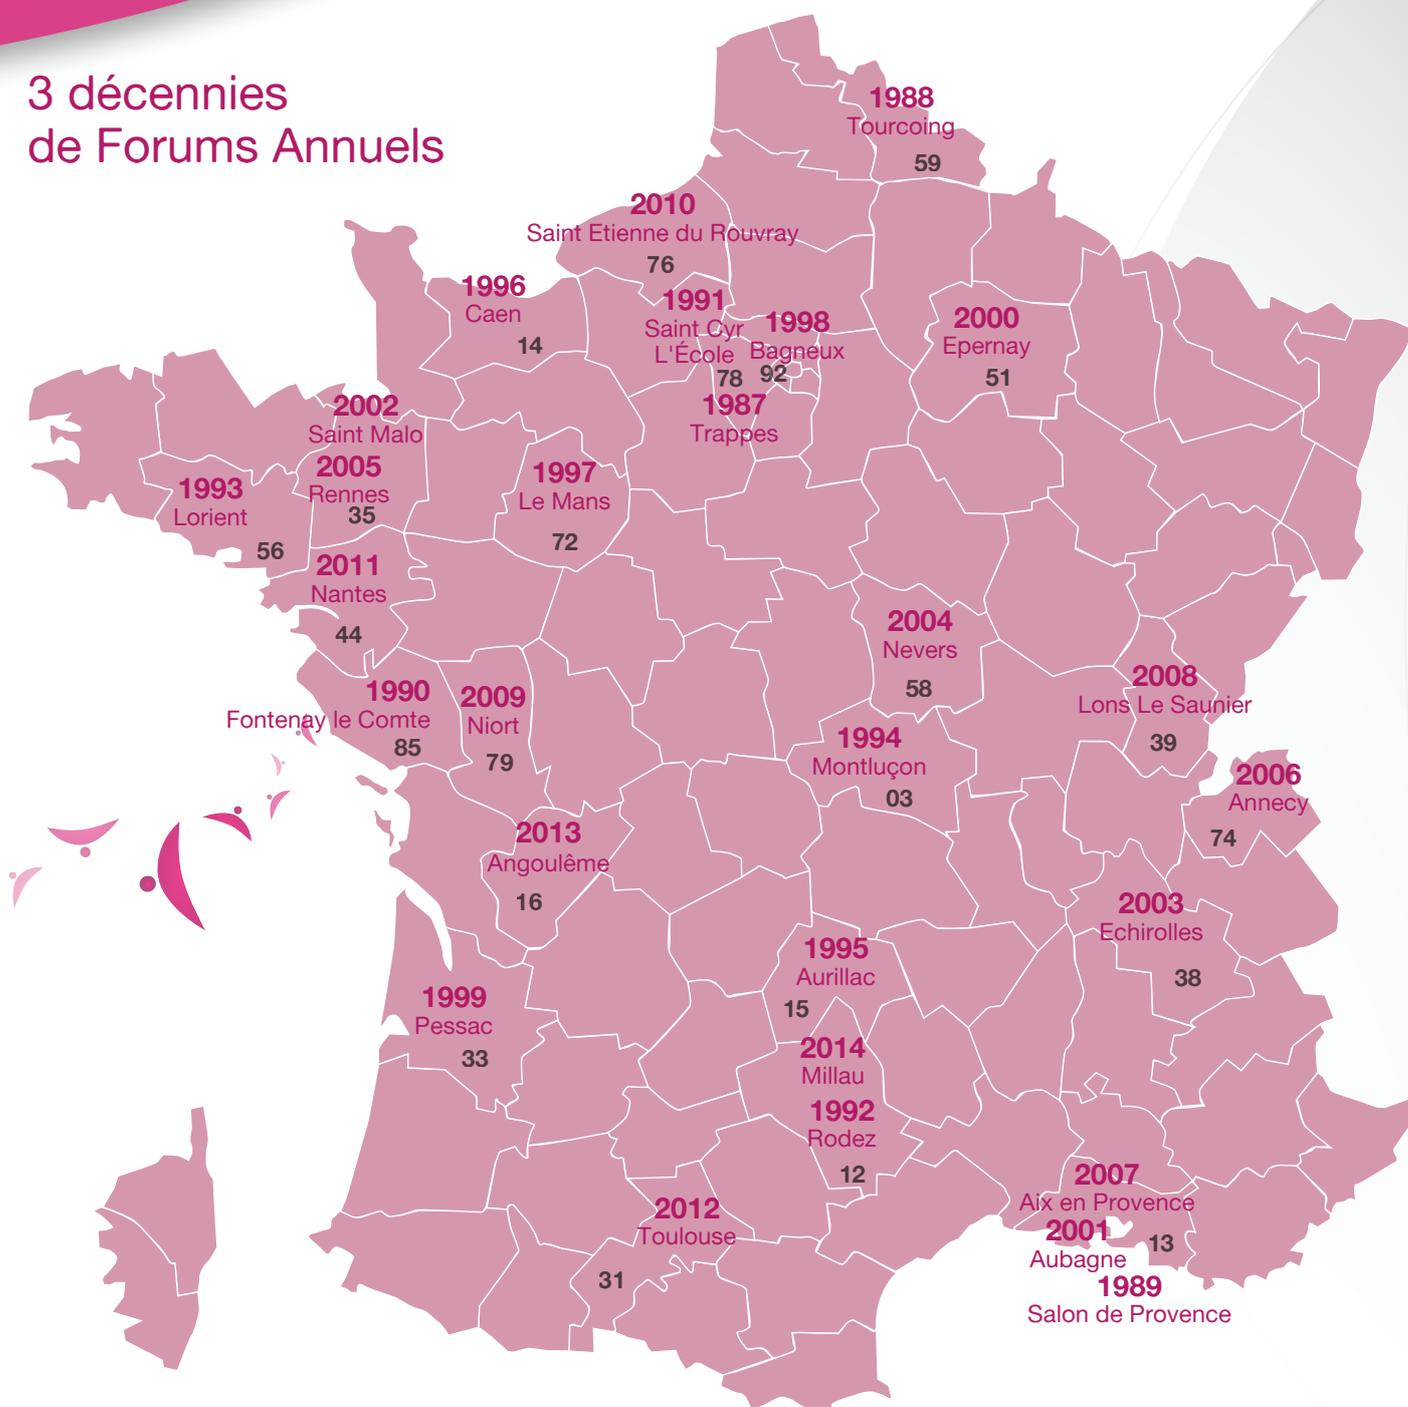 3 décennies
de Forums Annuels
1988
Tourcoing
59
2010
Saint Etienne du Rouvray
76
1996
Caen
14
1991
Saint Cyr
L'École
78
1998
Bagneux
92
1987
Trappes
2000
Epernay
51
2002
Saint Malo
2005
Rennes
35
1993
Lorient
56
1997
Le Mans
72
2011
Nantes
44
2004
Nevers
58
2008
Lons Le Saunier
39
1990
Fontenay le Comte
85
2009
Niort
79
1994
Montluçon
03
2006
Annecy
74
2013
Angoulême
16
2003
Echirolles
38
1995
Aurillac
15
1999
Pessac
33
2014
Millau
1992
Rodez
12
2012
Toulouse
31
2007
Aix en Provence
2001
Aubagne
13
1989
Salon de Provence